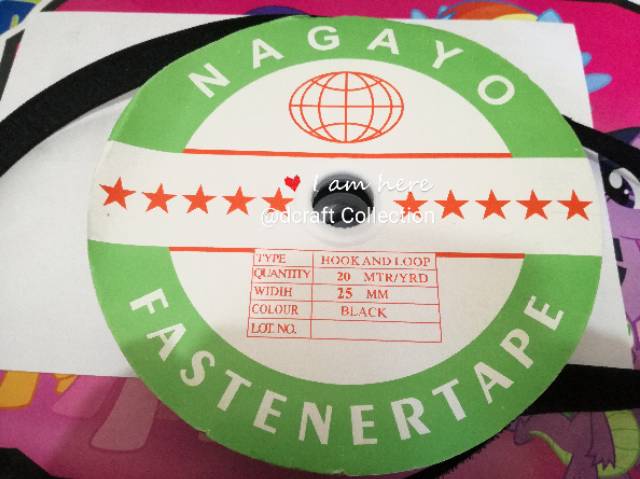 NAGAYO
I am here
@dcraft Collection
TYPE HOOK AND LOOP
QUANTITY 20 MTR/YRD
WIDIH 25 MM
COLOUR BLACK
LOT NO.
FASTENERTAPE